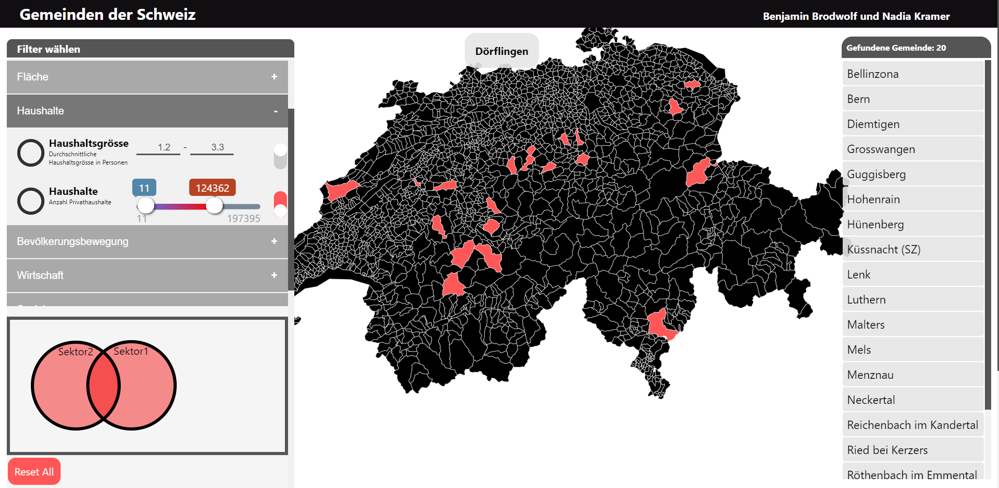 Gemeinden der Schweiz
Benjamin Brodwolf und Nadia Kramer
Filter wählen
Fläche +
Haushalte -
Haushaltsgrösse
Durchschnittliche
Haushaltsgrösse in Personen
1.2 - 3.3
Haushalte
Anzahl Privathaushalte
11 124362
11 197395
Bevölkerungsbewegung +
Wirtschaft +
Sektor2 Sektor1
Reset All
Dörflingen
Gefundene Gemeinde: 20
Bellinzona
Bern
Diemtigen
Grosswangen
Guggisberg
Hohenrain
Hünenberg
Küssnacht (SZ)
Lenk
Luthern
Malters
Mels
Menznau
Neckertal
Reichenbach im Kandertal
Ried bei Kerzers
Röthenbach im Emmental